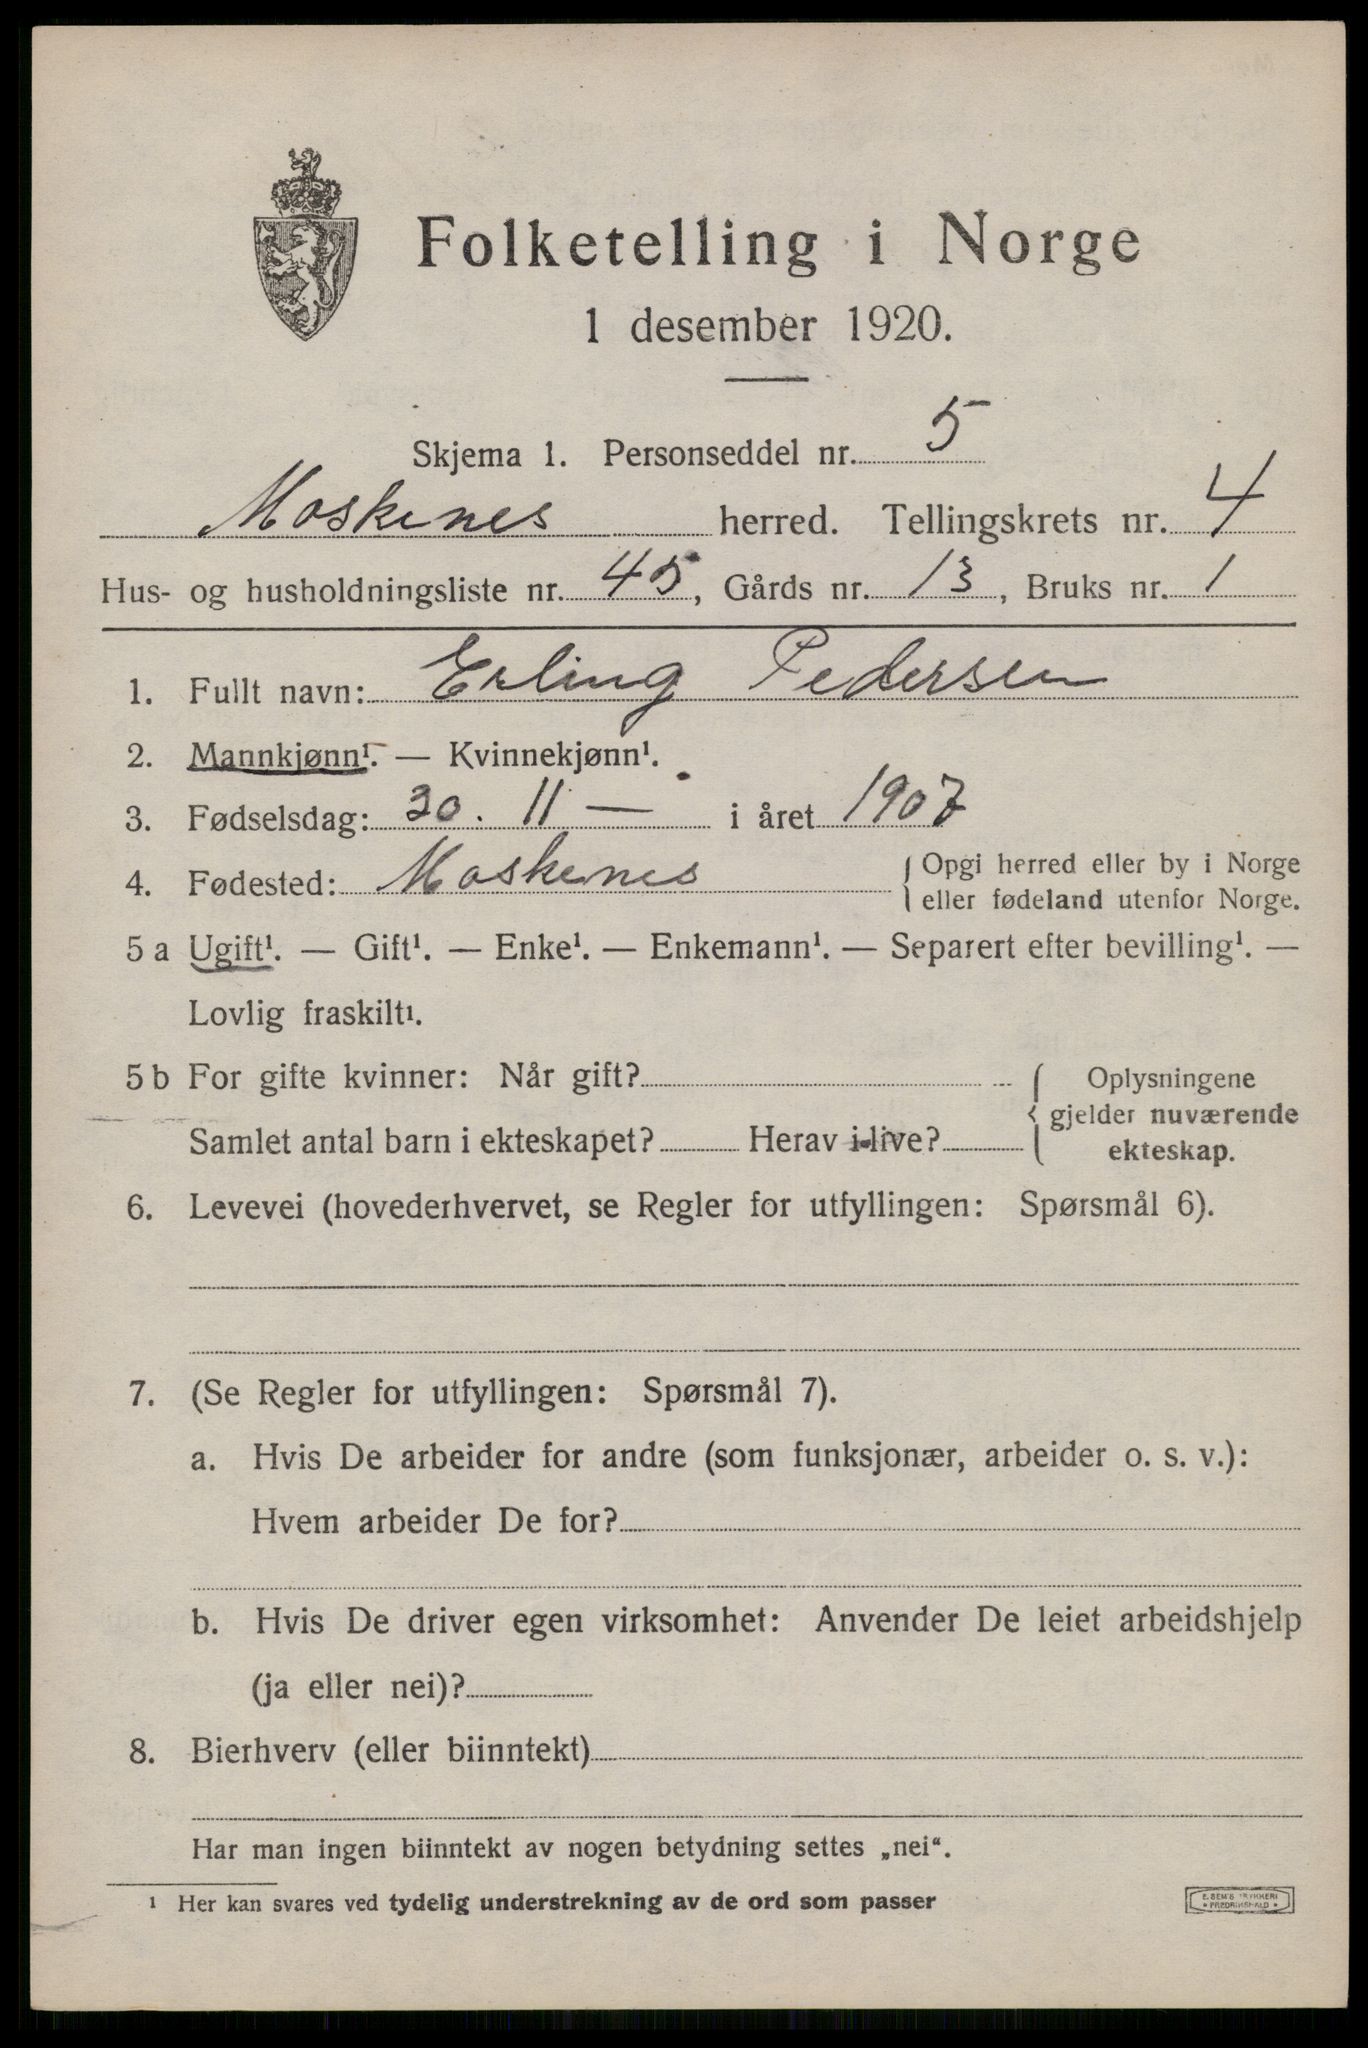 Folketelling i Norge
1 desember 1920.
Skjema 1. Personseddel nr. 5
Moskenes herred. Tellingskrets nr. 4
Hus- og husholdningsliste nr. 45, Gårds nr. 13, Bruks nr. 1
1. Fullt navn: Erling Pedersen
2. Mannkjønn¹. — Kvinnekjønn¹.
3. Fødselsdag: 30. 11 — i året 1907
4. Fødested: Moskenes { Opgi herred eller by i Norge
eller fødeland utenfor Norge.
5 a Ugift¹. — Gift¹. — Enke¹. — Enkemann¹. — Separert efter bevilling¹. —
Lovlig fraskilt¹.
5 b For gifte kvinner: Når gift? { Oplysningene
gjelder nuværende
Samlet antal barn i ekteskapet? Herav i live? ekteskap.
6. Levevei (hovederhvervet, se Regler for utfyllingen: Spørsmål 6).
7. (Se Regler for utfyllingen: Spørsmål 7).
a. Hvis De arbeider for andre (som funksjonær, arbeider o. s. v.):
Hvem arbeider De for?
b. Hvis De driver egen virksomhet: Anvender De leiet arbeidshjelp
(ja eller nei)?
8. Bierhverv (eller biinntekt)
Har man ingen biinntekt av nogen betydning settes „nei“.
¹ Her kan svares ved tydelig understrekning av de ord som passer
E. SEM'S TRYKKERI
* FREDRIKSHALD *